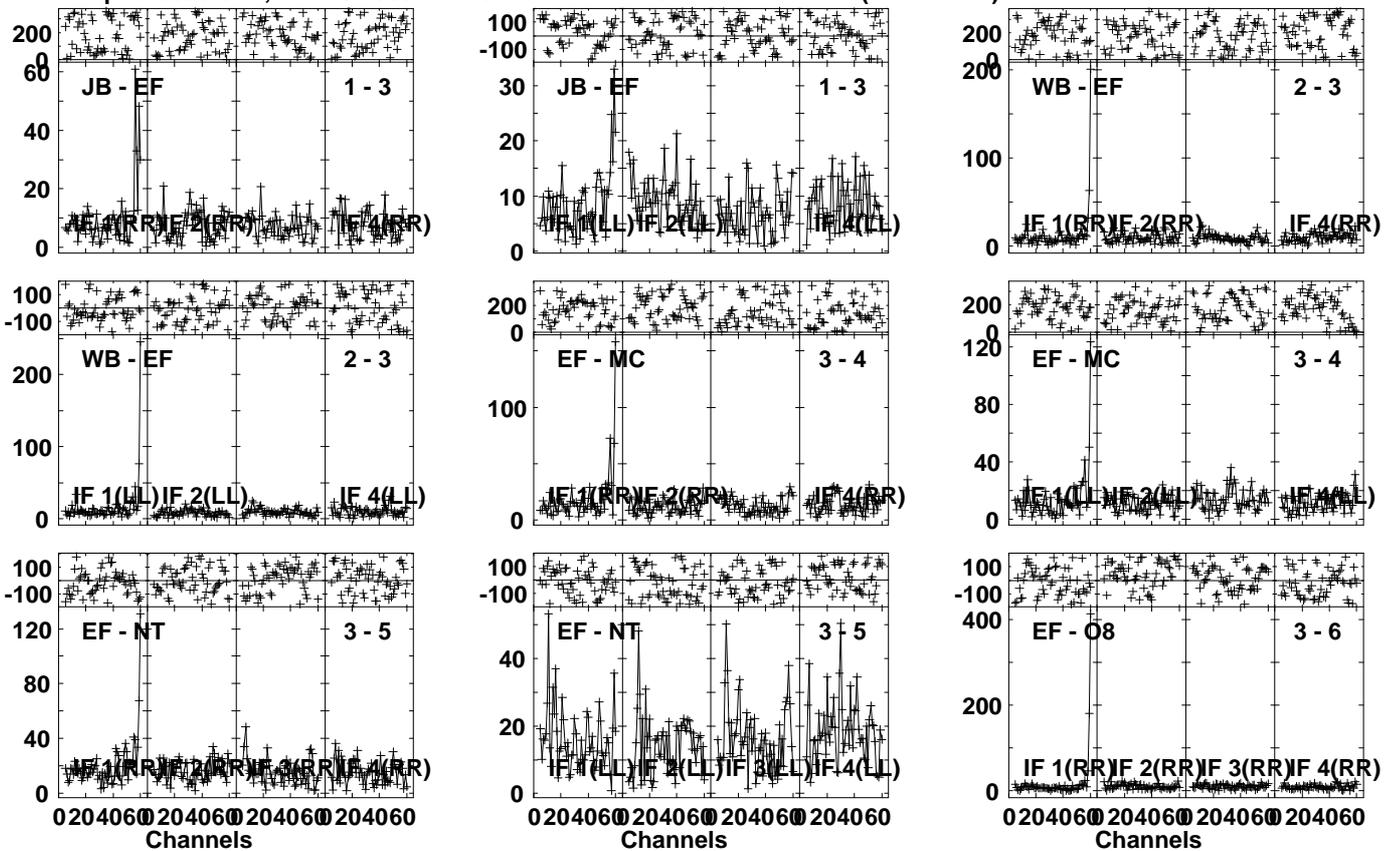 200
0
60
40
20
0
JB - EF
1 - 3
IF 1(RR)
IF 2(RR)
IF 4(RR)
100
-100
30
20
10
0
JB - EF
1 - 3
IF 1(LL)
IF 2(LL)
IF 4(LL)
200
0
200
100
0
WB - EF
2 - 3
IF 1(RR)
IF 2(RR)
IF 4(RR)
100
-100
200
100
0
WB - EF
2 - 3
IF 1(LL)
IF 2(LL)
IF 4(LL)
200
0
100
0
EF - MC
3 - 4
IF 1(RR)
IF 2(RR)
IF 4(RR)
200
0
120
80
40
0
EF - MC
3 - 4
IF 1(LL)
IF 2(LL)
IF 4(LL)
100
-100
120
80
40
0
EF - NT
3 - 5
IF 1(RR)
IF 2(RR)
IF 3(RR)
IF 4(RR)
0 20 40 60 0 20 40 60 0 20 40 60 0 20 40 60
Channels
100
-100
40
20
0
EF - NT
3 - 5
IF 1(LL)
IF 2(LL)
IF 3(LL)
IF 4(LL)
0 20 40 60 0 20 40 60 0 20 40 60 0 20 40 60
Channels
100
-100
400
200
0
EF - O8
3 - 6
IF 1(RR)
IF 2(RR)
IF 3(RR)
IF 4(RR)
0 20 40 60 0 20 40 60 0 20 40 60 0 20 40 60
Channels